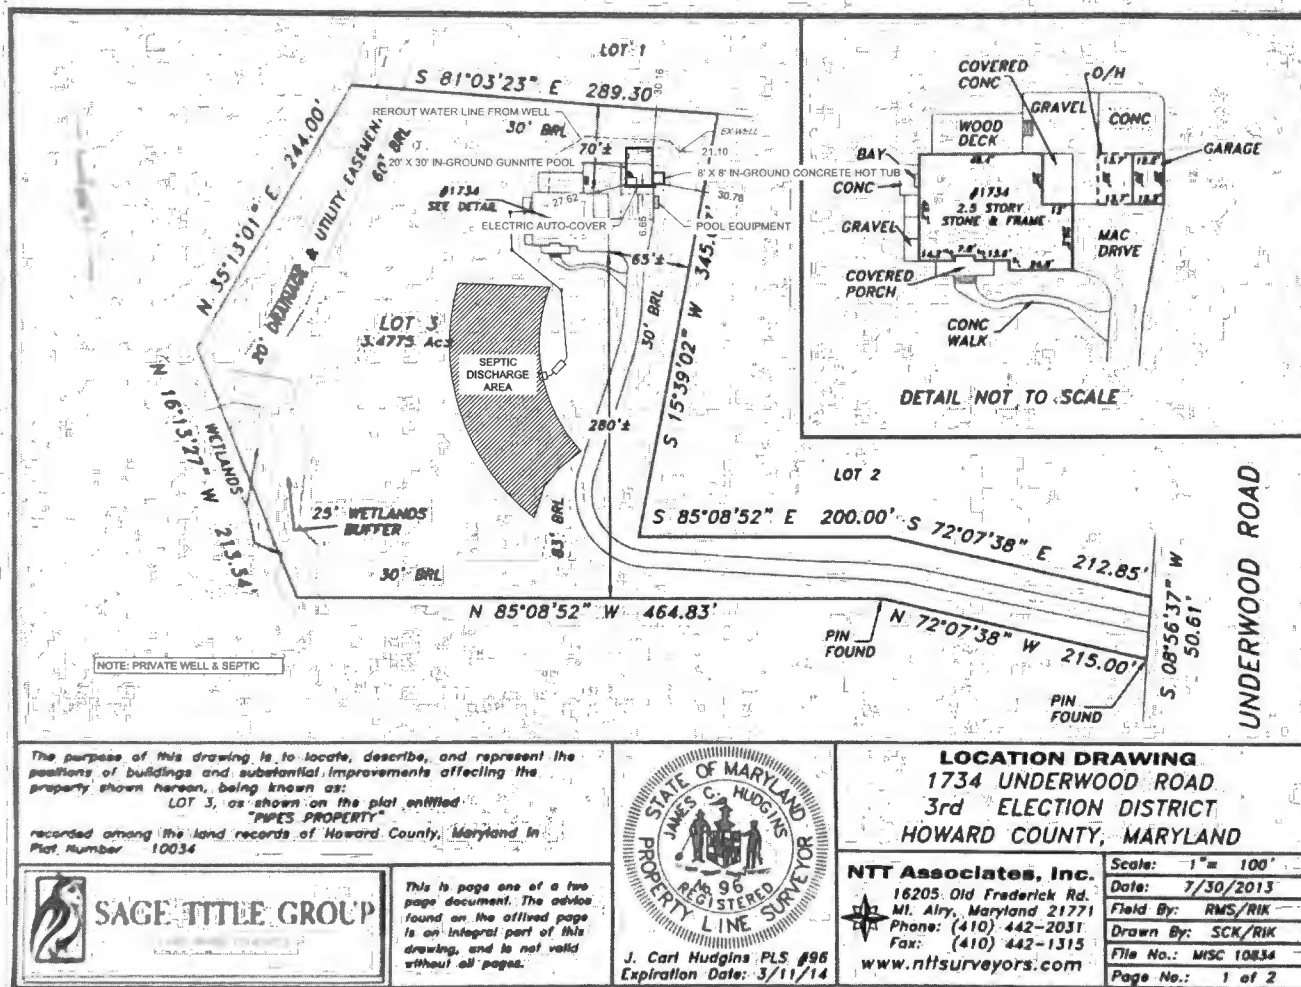 LOT 1
S 81°03'23" E 289.30'
30.16
REROUT WATER LINE FROM WELL
30' BRL
EX WELL
21.10
70'±
20' X 30' IN-GROUND GUNNITE POOL
8' X 8' IN-GROUND CONCRETE HOT TUB
30.78
#1734
SEE DETAIL
27.62
ELECTRIC AUTO-COVER
6.66
POOL EQUIPMENT
65'±
N 35°13'01" E 244.00'
20' DRAINAGE & UTILITY EASEMEN.
60' BRL
LOT 3
3.4775 Ac±
SEPTIC
DISCHARGE
AREA
30' BRL
280'±
N 16°13'27" W 213.54'
WETLANDS
25' WETLANDS
BUFFER
83' BRL
30' BRL
LOT 2
S 85°08'52" E 200.00'
S 72°07'38" E 212.85'
N 85°08'52" W 464.83'
PIN
FOUND
N 72°07'38" W 215.00'
PIN
FOUND
S 08°56'37" W
50.61'
UNDERWOOD ROAD
NOTE: PRIVATE WELL & SEPTIC
COVERED
CONC
O/H
GRAVEL
CONC
WOOD
DECK
GARAGE
BAY
CONC
#1734
2.5 STORY
STONE & FRAME
GRAVEL
MAC
DRIVE
COVERED
PORCH
CONC
WALK
DETAIL NOT TO SCALE
The purpose of this drawing is to locate, describe, and represent the
positions of buildings and substantial improvements affecting the
property shown hereon, being known as:
LOT 3, as shown on the plat entitled
"PIPES PROPERTY"
recorded among the land records of Howard County, Maryland in
Plat Number 10034
SAGE TITLE GROUP
This is page one of a two
page document. The advice
found on the affixed page
is an integral part of this
drawing, and is not valid
without all pages.
STATE OF MARYLAND
JAMES C. HUDGINS
No 96
REGISTERED
PROPERTY LINE SURVEYOR
J. Carl Hudgins PLS #96
Expiration Date: 3/11/14
LOCATION DRAWING
1734 UNDERWOOD ROAD
3rd ELECTION DISTRICT
HOWARD COUNTY, MARYLAND
NTT Associates, Inc.
16205 Old Frederick Rd.
Mt. Airy, Maryland 21771
Phone: (410) 442-2031
Fax: (410) 442-1315
www.nttsurveyors.com
Scale: 1"= 100'
Date: 7/30/2013
Field By: RMS/RIK
Drawn By: SCK/RIK
File No.: MISC 10834
Page No.: 1 of 2